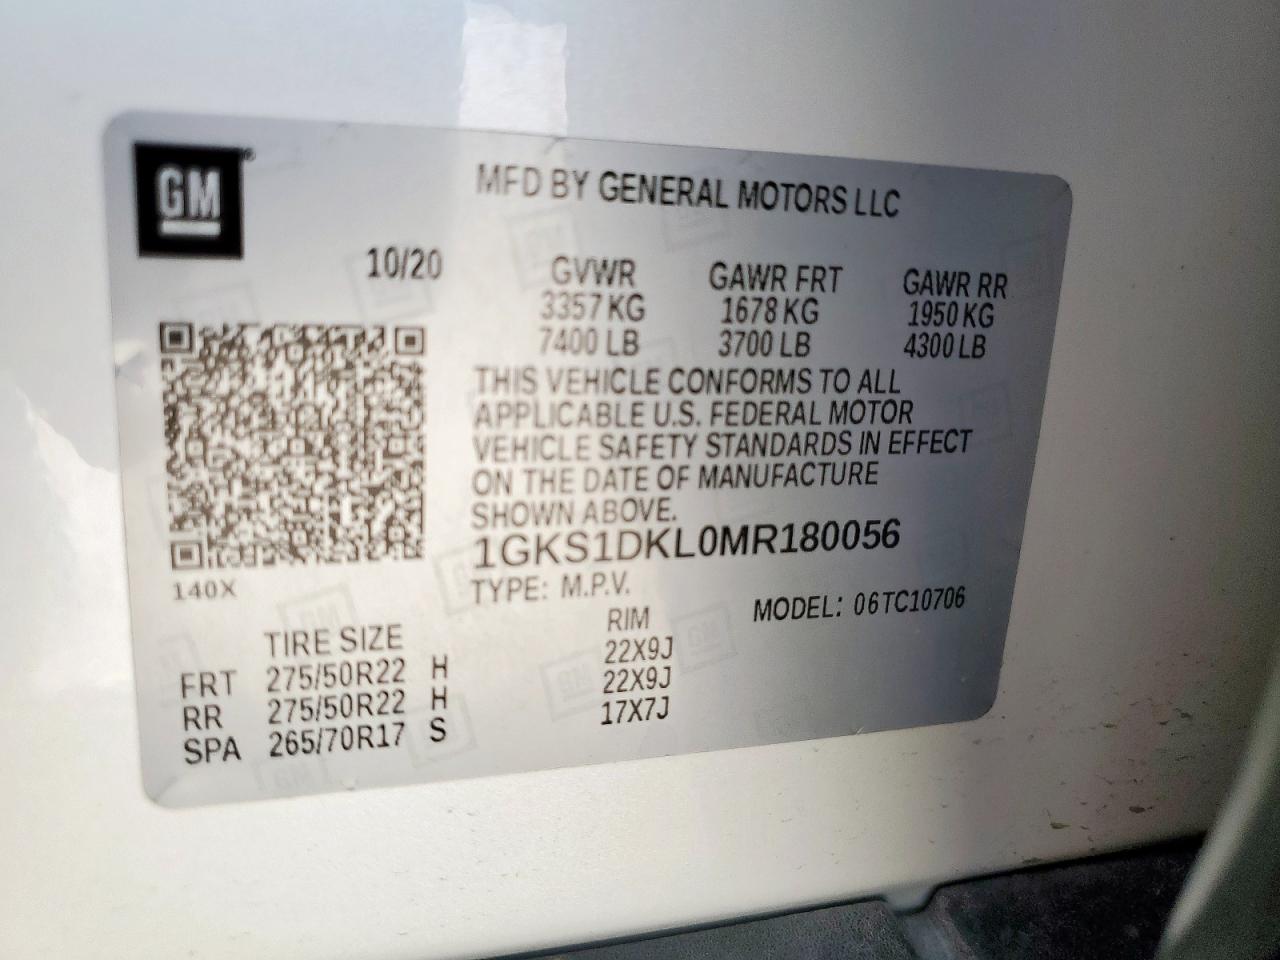 GM
MFD BY GENERAL MOTORS LLC
10/20
GVWR GAWR FRT GAWR RR
3357 KG 1678 KG 1950 KG
7400 LB 3700 LB 4300 LB
THIS VEHICLE CONFORMS TO ALL
APPLICABLE U.S. FEDERAL MOTOR
VEHICLE SAFETY STANDARDS IN EFFECT
ON THE DATE OF MANUFACTURE
SHOWN ABOVE.
1GKS1DKL0MR180056
140X
TYPE: M.P.V.
MODEL: 06TC10706
TIRE SIZE RIM
FRT 275/50R22 H 22X9J
RR 275/50R22 H 22X9J
SPA 265/70R17 S 17X7J